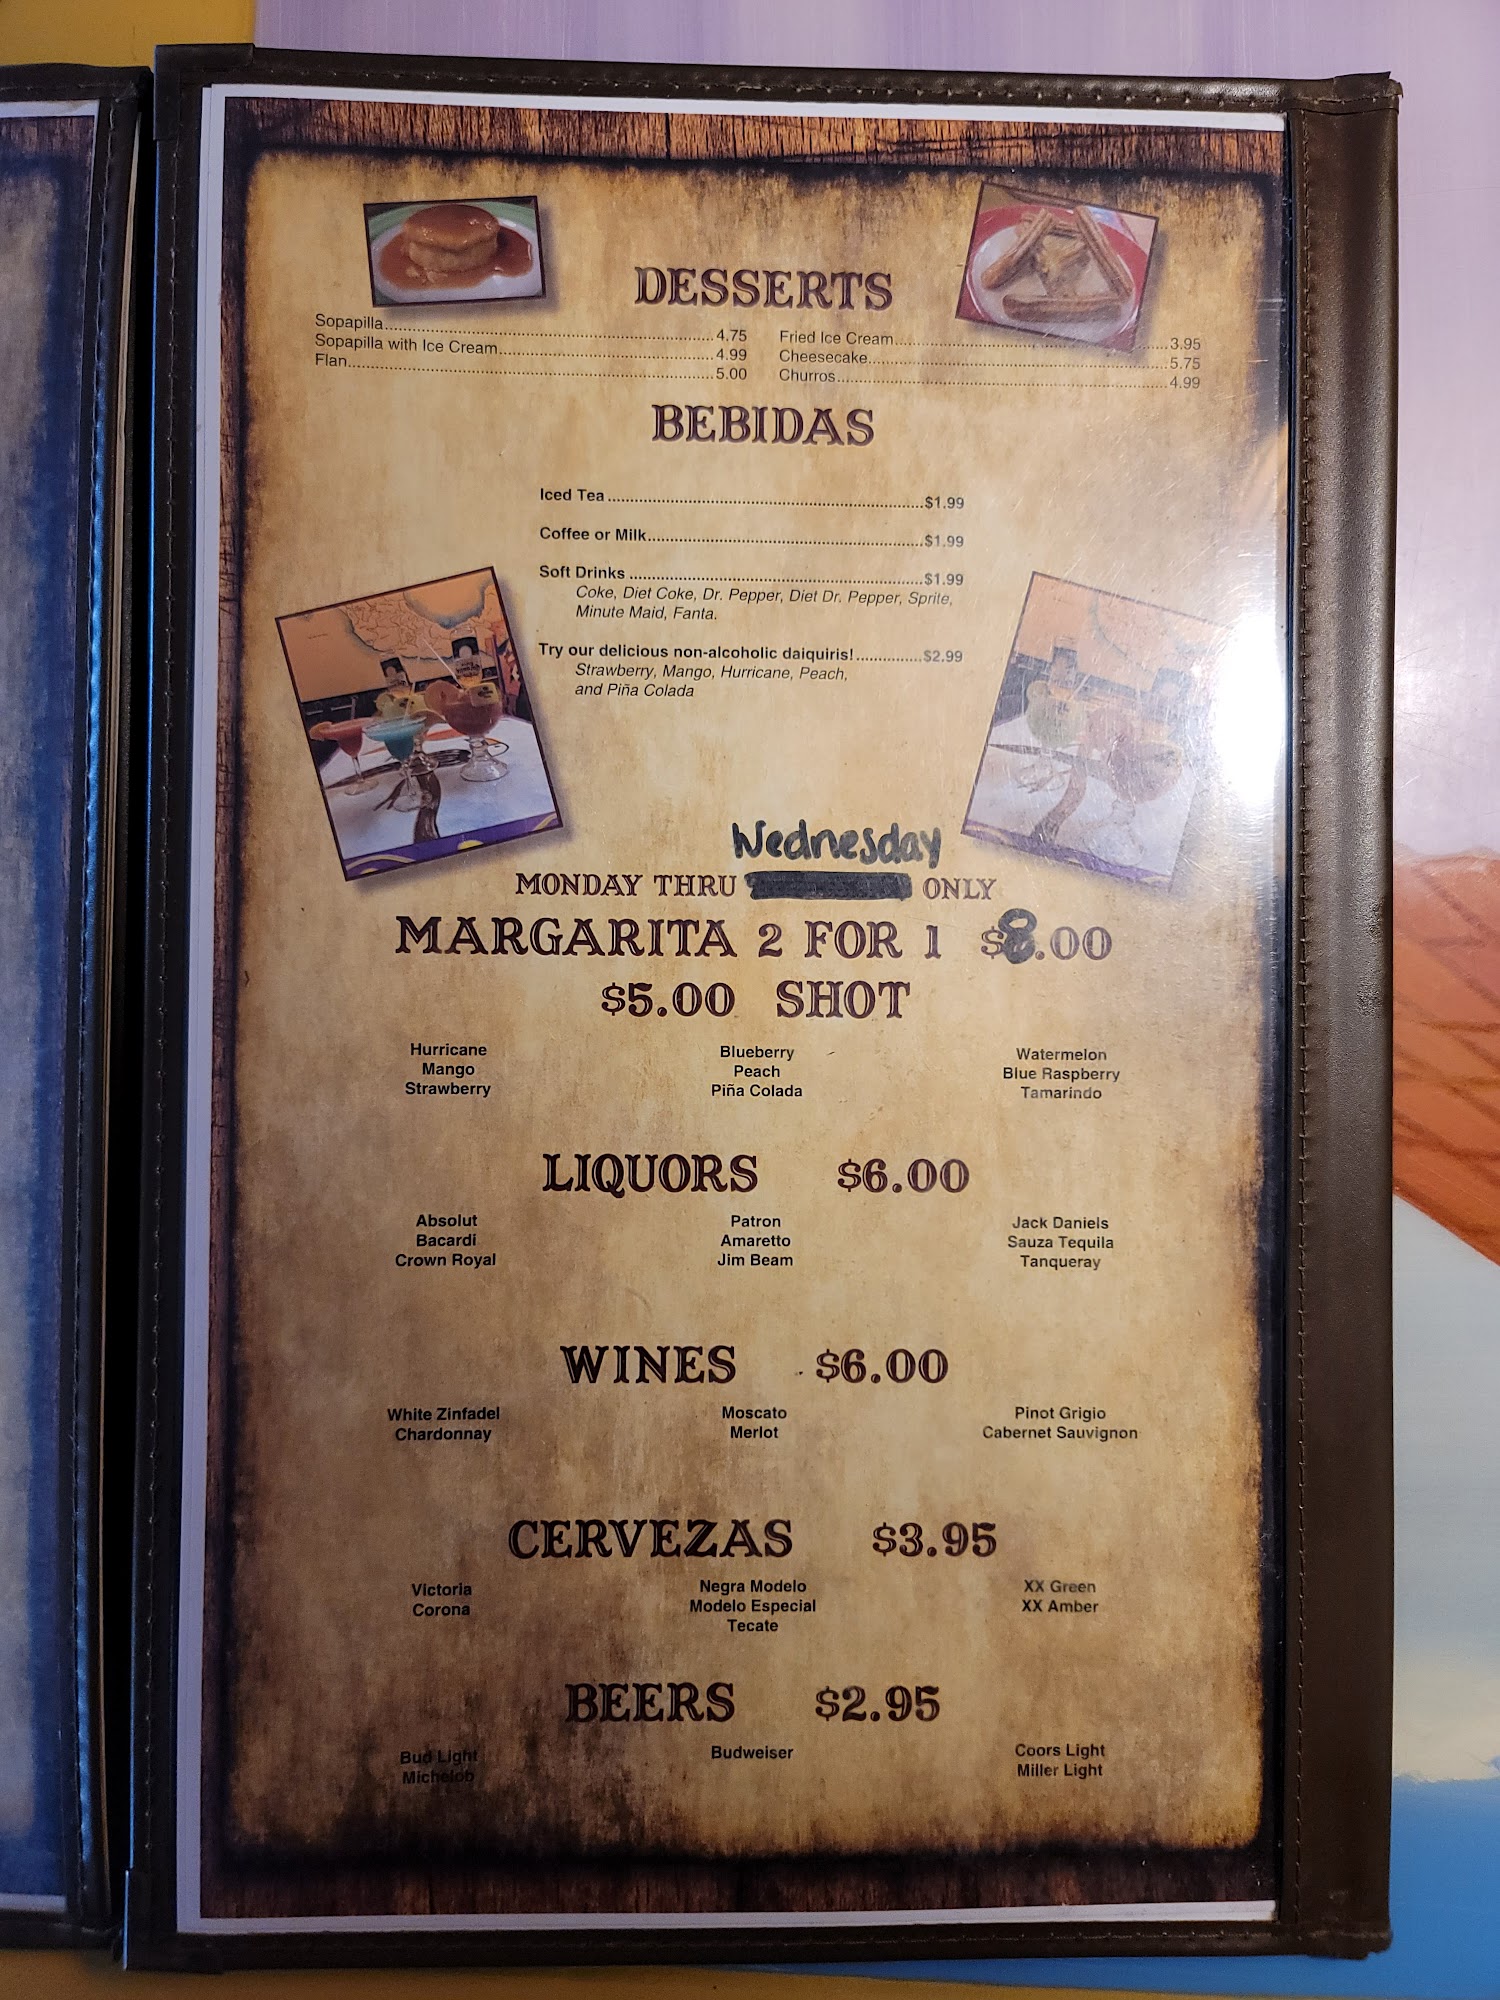 DESSERTS
Sopapilla....................4.75
Sopapilla with Ice Cream....................4.99
Flan....................5.00
Fried Ice Cream....................3.95
Cheesecake....................5.75
Churros....................4.99
BEBIDAS
Iced Tea....................$1.99
Coffee or Milk....................$1.99
Soft Drinks....................$1.99
Coke, Diet Coke, Dr. Pepper, Diet Dr. Pepper, Sprite,
Minute Maid, Fanta.
Try our delicious non-alcoholic daiquiris!..............$2.99
Strawberry, Mango, Hurricane, Peach,
and Piña Colada
Wednesday
MONDAY THRU ONLY
MARGARITA 2 FOR 1 $8.00
$5.00 SHOT
Hurricane
Mango
Strawberry
Blueberry
Peach
Piña Colada
Watermelon
Blue Raspberry
Tamarindo
LIQUORS $6.00
Absolut
Bacardi
Crown Royal
Patron
Amaretto
Jim Beam
Jack Daniels
Sauza Tequila
Tanqueray
WINES $6.00
White Zinfadel
Chardonnay
Moscato
Merlot
Pinot Grigio
Cabernet Sauvignon
CERVEZAS $3.95
Victoria
Corona
Negra Modelo
Modelo Especial
Tecate
XX Green
XX Amber
BEERS $2.95
Bud Light
Michelob
Budweiser
Coors Light
Miller Light